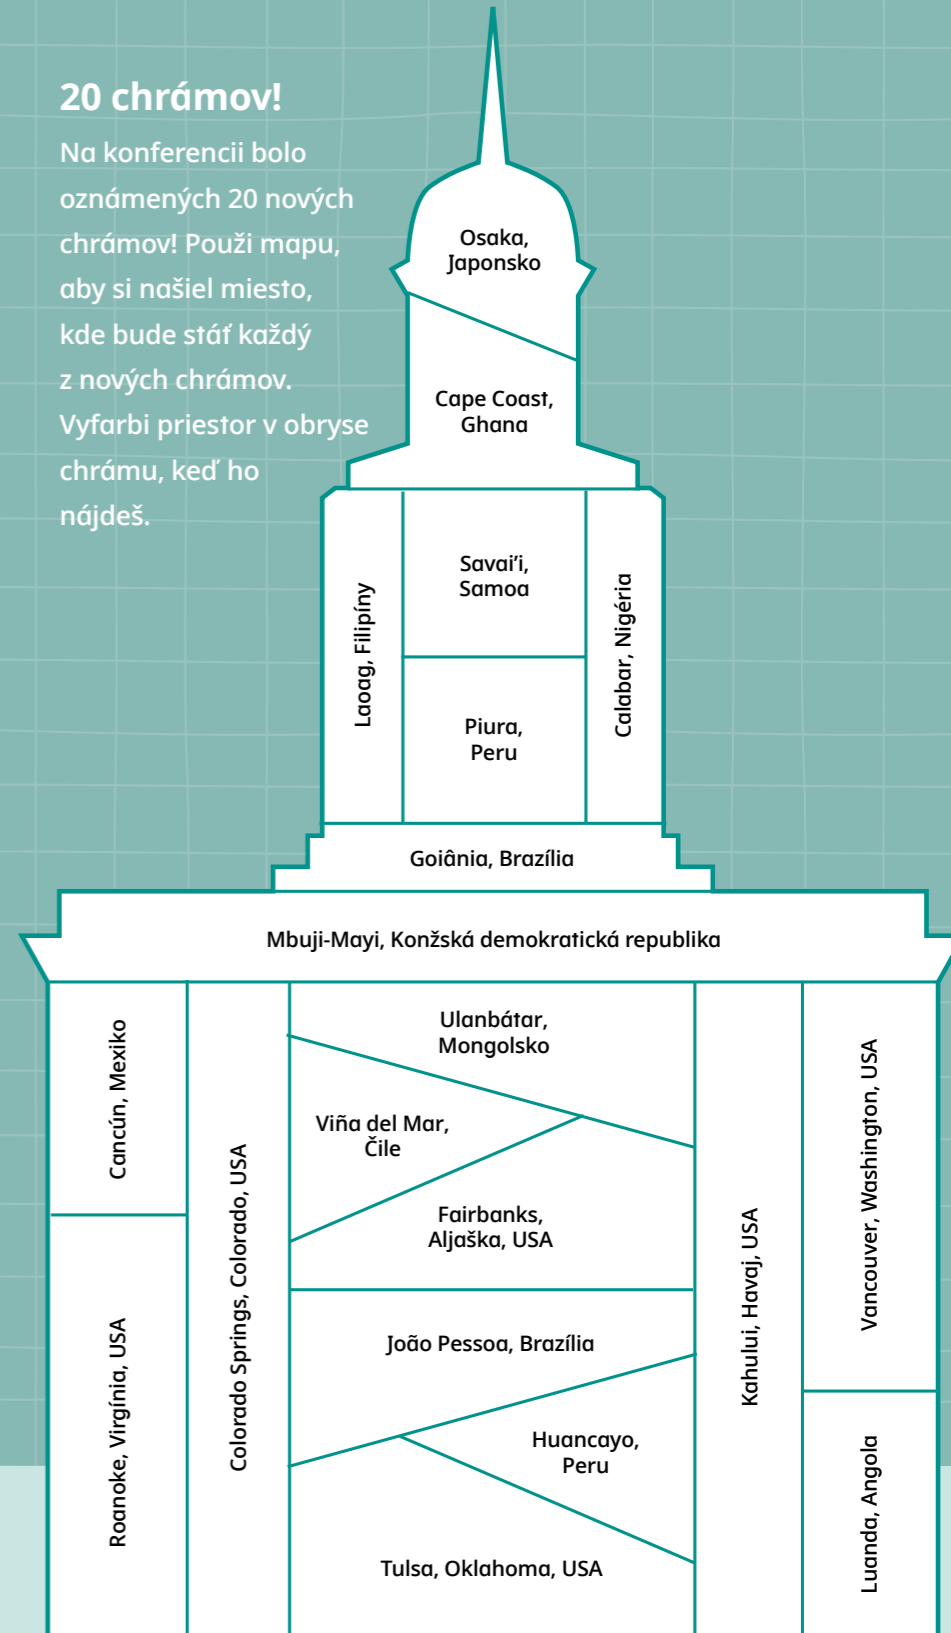 20 chrámov!
Na konferencii bolo
oznámených 20 nových
chrámov! Použi mapu,
aby si našiel miesto,
kde bude stáť každý
z nových chrámov.
Vyfarbi priestor v obryse
chrámu, keď ho
nájdeš.
Osaka,
Japonsko
Cape Coast,
Ghana
Laoag, Filipíny
Savai’i,
Samoa
Calabar, Nigéria
Piura,
Peru
Goiânia, Brazília
Mbuji-Mayi, Konžská demokratická republika
Cancún, Mexiko
Roanoke, Virgínia, USA
Colorado Springs, Colorado, USA
Ulanbátar,
Mongolsko
Viña del Mar,
Čile
Fairbanks,
Aljaška, USA
João Pessoa, Brazília
Huancayo,
Peru
Tulsa, Oklahoma, USA
Kahului, Havaj, USA
Vancouver, Washington, USA
Luanda, Angola